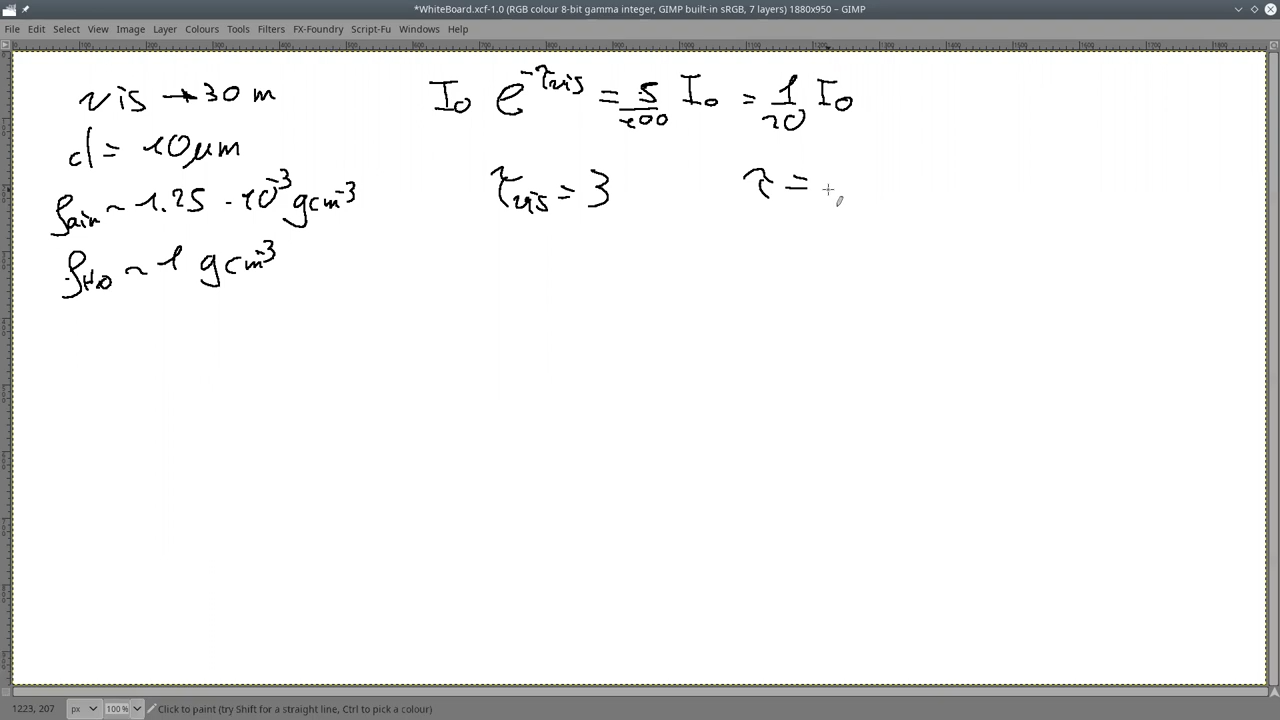 *WhiteBoard.xcf-1.0 (RGB colour 8-bit gamma integer, GIMP built-in sRGB, 7 layers) 1880x950 – GIMP
File Edit Select View Image Layer Colours Tools Filters FX-Foundry Script-Fu Windows Help
vis → 30 m
d = 10 μm
ρair ~ 1.25 · 10⁻³ g cm⁻³
ρH₂O ~ 1 g cm⁻³
I₀ e^(-τvis) = 5/100 I₀ = 1/20 I₀
τvis = 3
τ =
1223, 207 px 100% Click to paint (try Shift for a straight line, Ctrl to pick a colour)